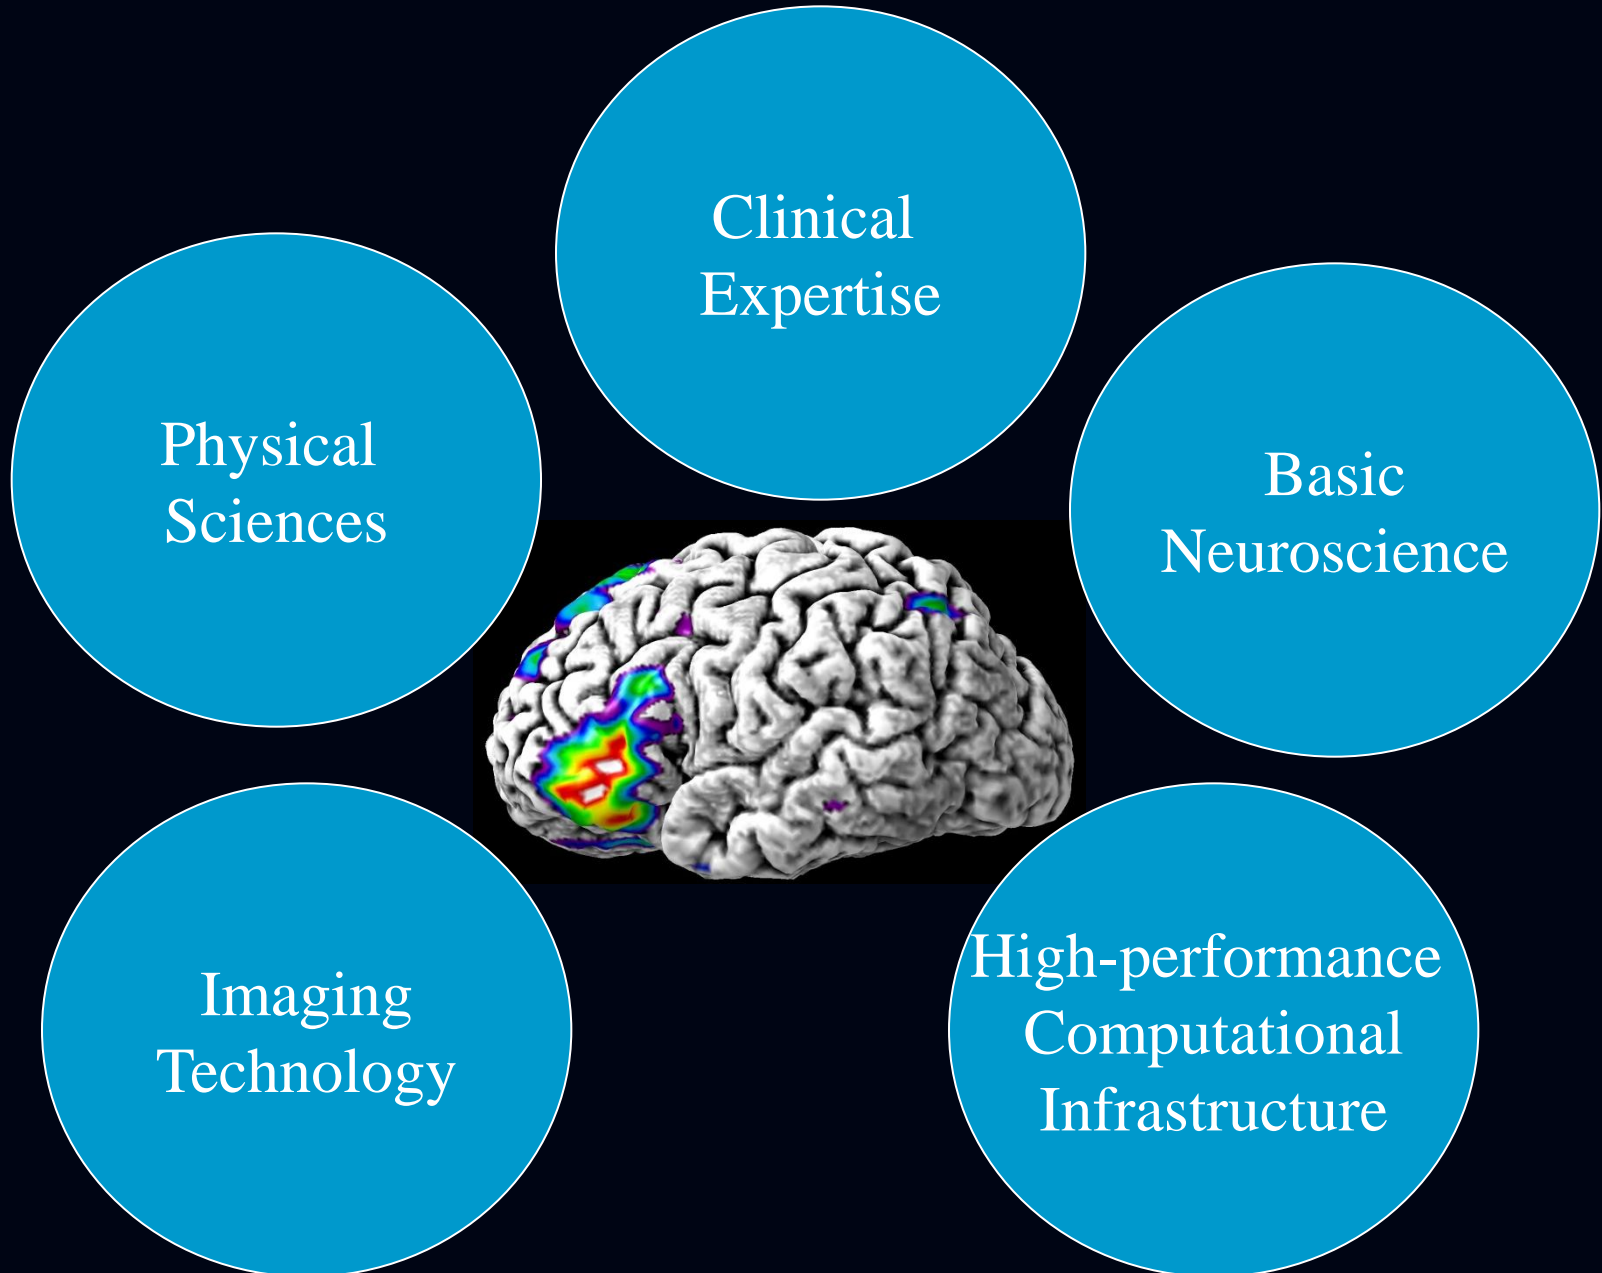 Clinical
Expertise
Physical
Sciences
Basic
Neuroscience
Imaging
Technology
High-performance
Computational
Infrastructure